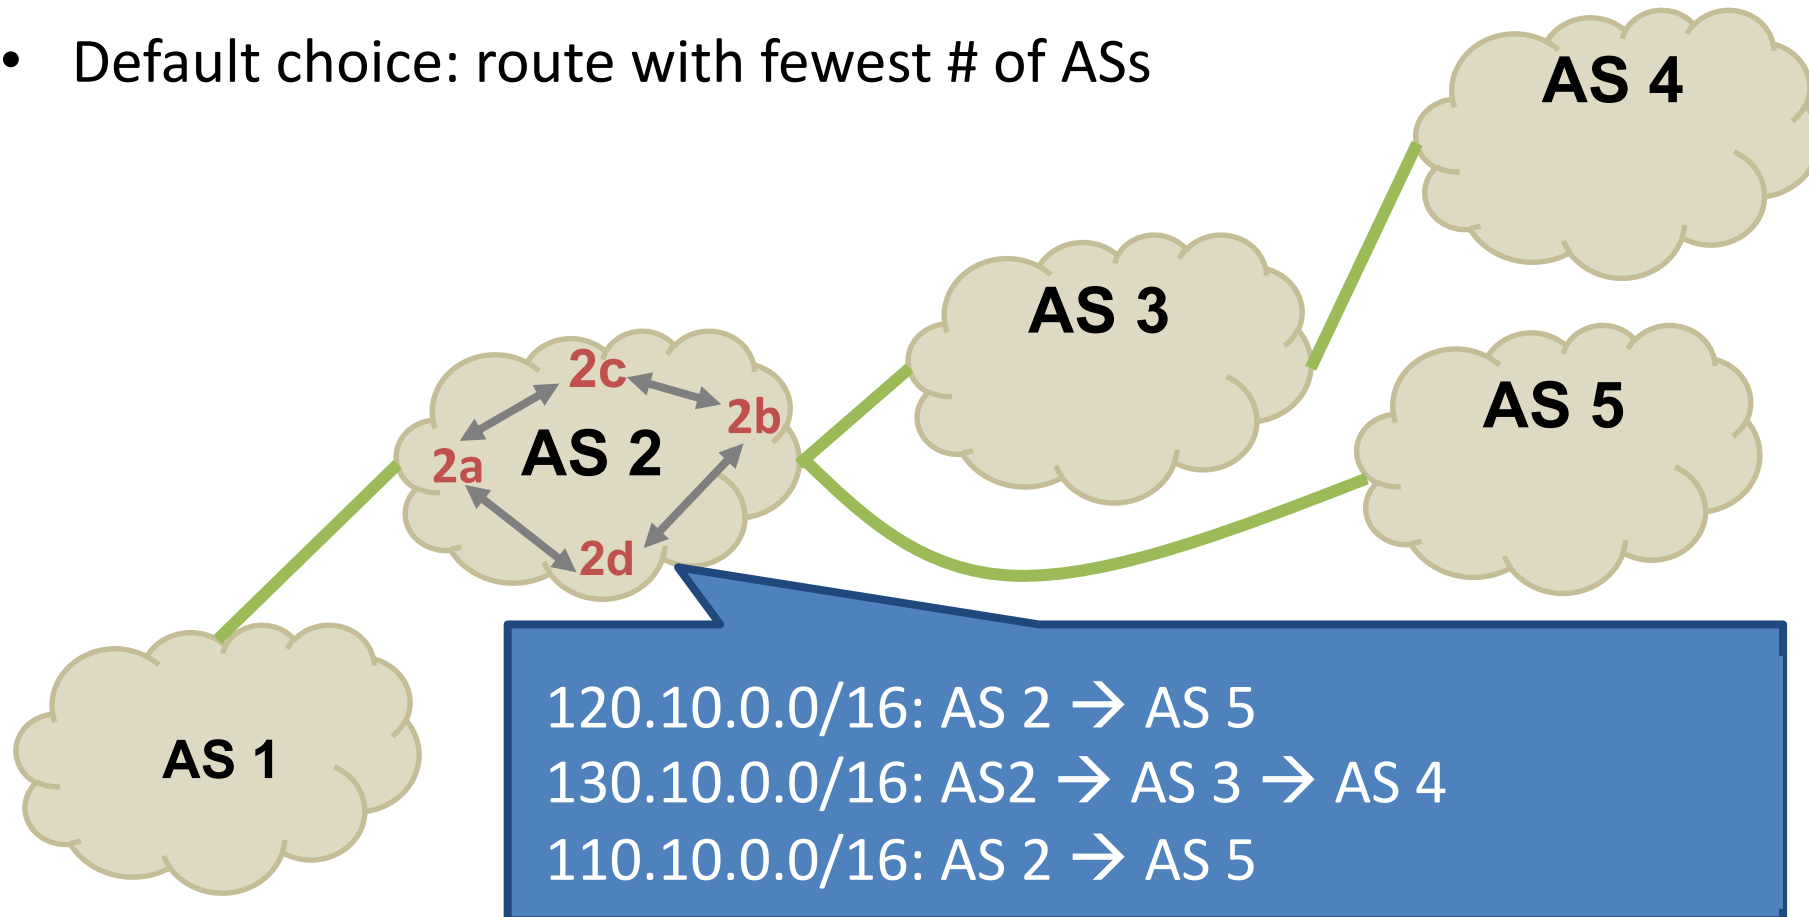 • Default choice: route with fewest # of ASs
AS 4
AS 3
AS 5
2c
2b
AS 2
2a
2d
AS 1
120.10.0.0/16: AS 2 → AS 5
130.10.0.0/16: AS2 → AS 3 → AS 4
110.10.0.0/16: AS 2 → AS 5